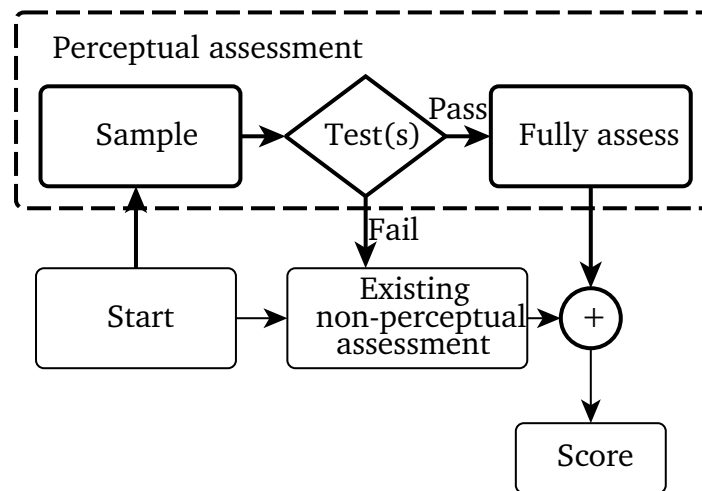 Perceptual assessment
Sample
Test(s)
Pass
Fully assess
Fail
Start
Existing
non-perceptual
assessment
+
Score